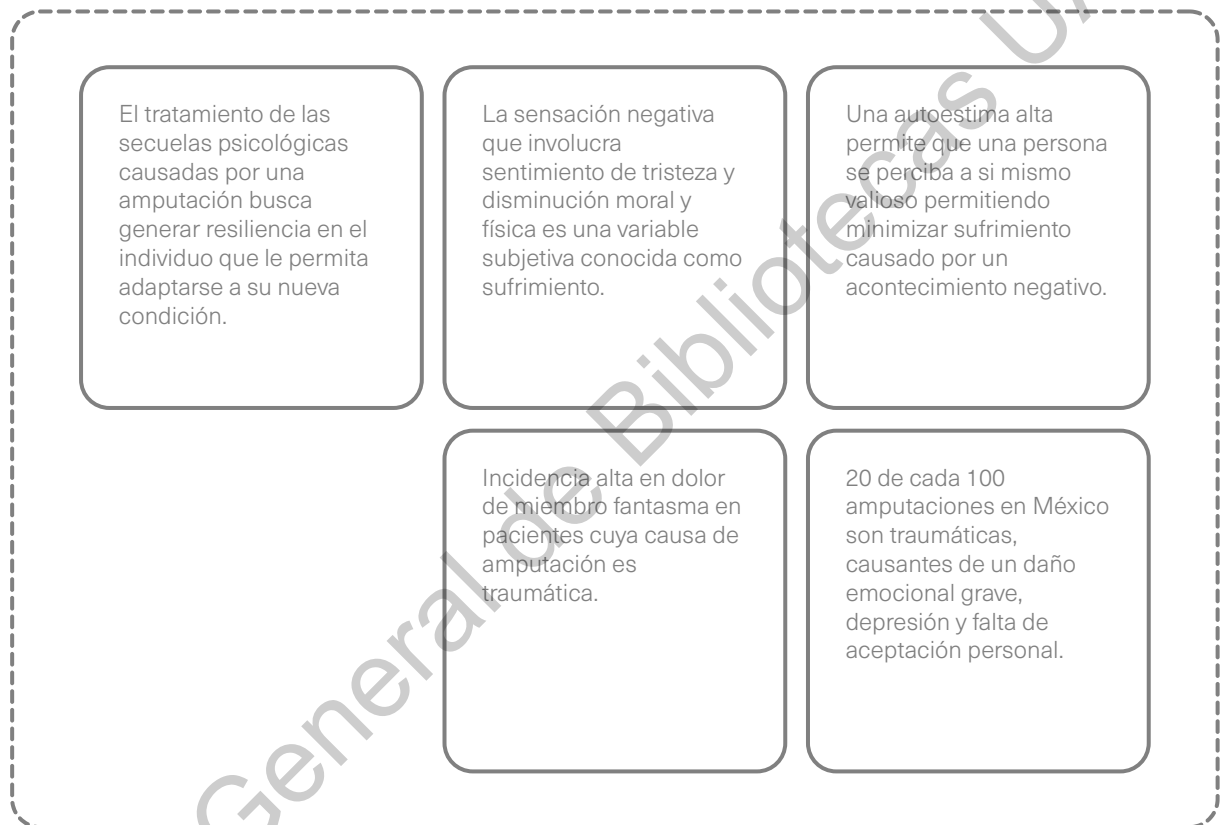 El tratamiento de las
secuelas psicológicas
causadas por una
amputación busca
generar resiliencia en el
individuo que le permita
adaptarse a su nueva
condición.
La sensación negativa
que involucra
sentimiento de tristeza y
disminución moral y
física es una variable
subjetiva conocida como
sufrimiento.
Una autoestima alta
permite que una persona
se perciba a si mismo
valioso permitiendo
minimizar sufrimiento
causado por un
acontecimiento negativo.
Incidencia alta en dolor
de miembro fantasma en
pacientes cuya causa de
amputación es
traumática.
20 de cada 100
amputaciones en México
son traumáticas,
causantes de un daño
emocional grave,
depresión y falta de
aceptación personal.
General de Bibliotecas